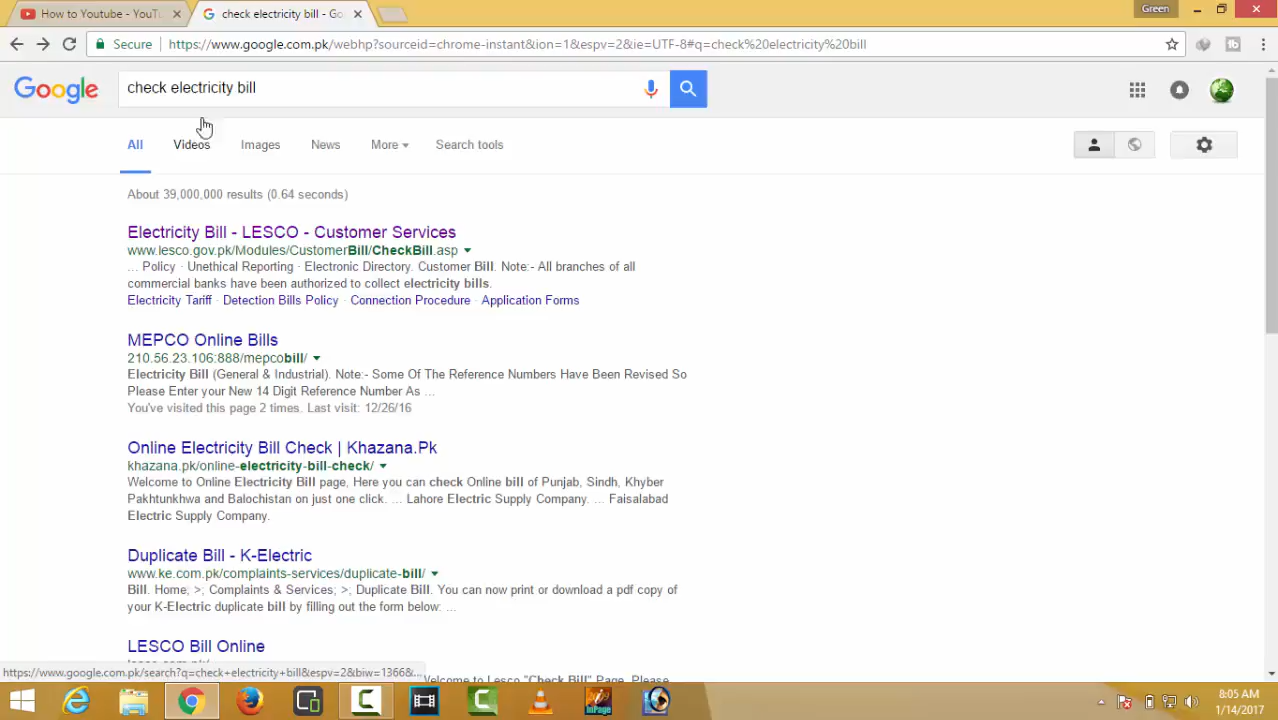 How to Youtube - YouTu
check electricity bill - Go
Green
Secure
https://www.google.com.pk/webhp?sourceid=chrome-instant&ion=1&espv=2&ie=UTF-8#q=check%20electricity%20bill
Google
check electricity bill
All
Videos
Images
News
More
Search tools
About 39,000,000 results (0.64 seconds)
Electricity Bill - LESCO - Customer Services
www.lesco.gov.pk/Modules/CustomerBill/CheckBill.asp
... Policy · Unethical Reporting · Electronic Directory. Customer Bill. Note:- All branches of all
commercial banks have been authorized to collect electricity bills.
Electricity Tariff · Detection Bills Policy · Connection Procedure · Application Forms
MEPCO Online Bills
210.56.23.106:888/mepcobill/
Electricity Bill (General & Industrial). Note:- Some Of The Reference Numbers Have Been Revised So
Please Enter your New 14 Digit Reference Number As ...
You've visited this page 2 times. Last visit: 12/26/16
Online Electricity Bill Check | Khazana.Pk
khazana.pk/online-electricity-bill-check/
Welcome to Online Electricity Bill page, Here you can check Online bill of Punjab, Sindh, Khyber
Pakhtunkhwa and Balochistan on just one click. ... Lahore Electric Supply Company. ... Faisalabad
Electric Supply Company.
Duplicate Bill - K-Electric
www.ke.com.pk/complaints-services/duplicate-bill/
Bill. Home; >; Complaints & Services; >; Duplicate Bill. You can now print or download a pdf copy of
your K-Electric duplicate bill by filling out the form below: ...
LESCO Bill Online
https://www.google.com.pk/search?q=check+electricity+bill&espv=2&biw=1366&...
Welcome to Lesco "Check Bill" Page. Please
InPage
8:05 AM
1/14/2017